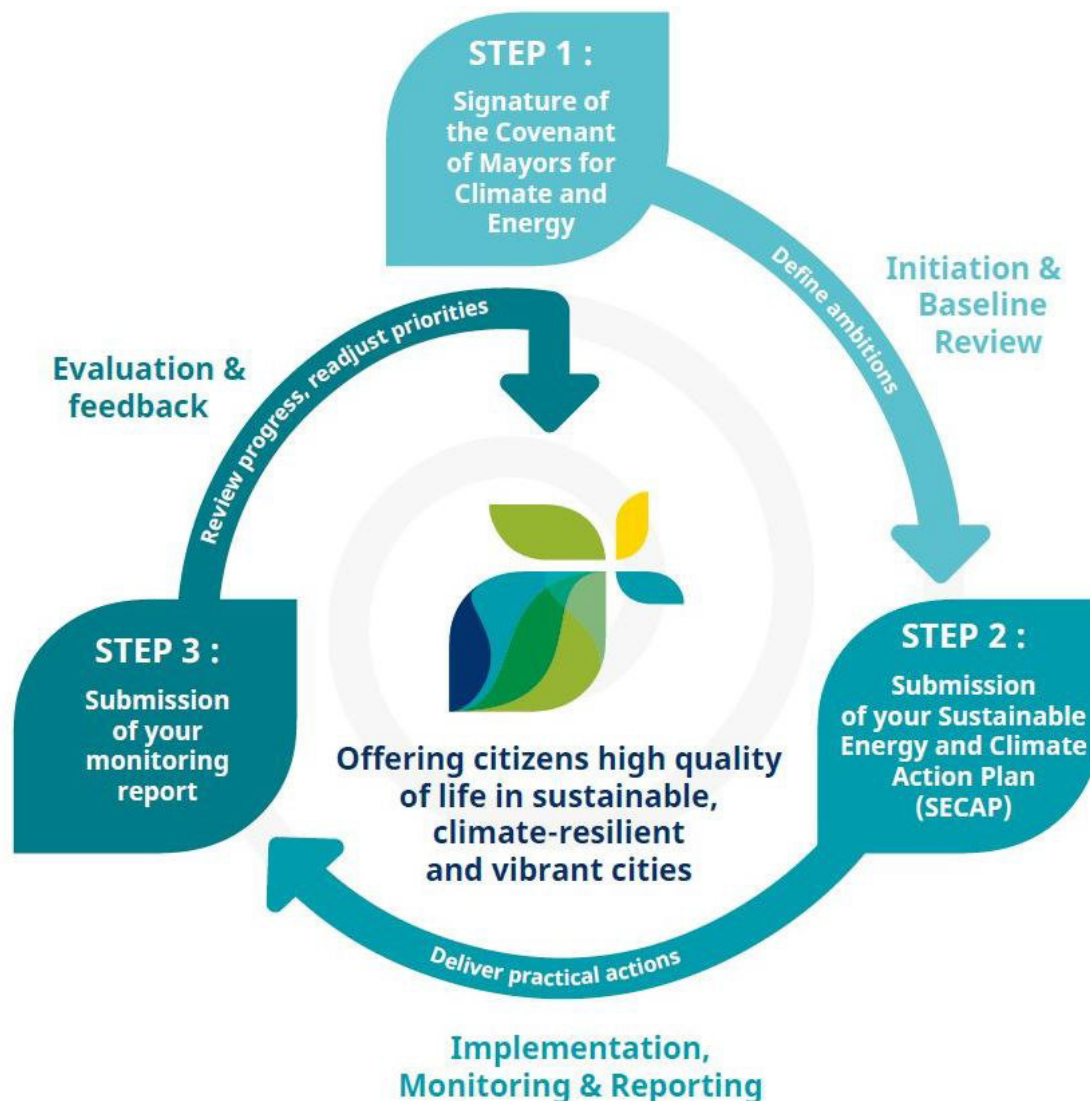 STEP 1 :
Signature of
the Covenant
of Mayors for
Climate and
Energy
Define ambitions
Initiation &
Baseline
Review
STEP 2 :
Submission
of your Sustainable
Energy and Climate
Action Plan
(SECAP)
Deliver practical actions
Implementation,
Monitoring & Reporting
STEP 3 :
Submission
of your
monitoring
report
Review progress, readjust priorities
Evaluation &
feedback
Offering citizens high quality
of life in sustainable,
climate-resilient
and vibrant cities